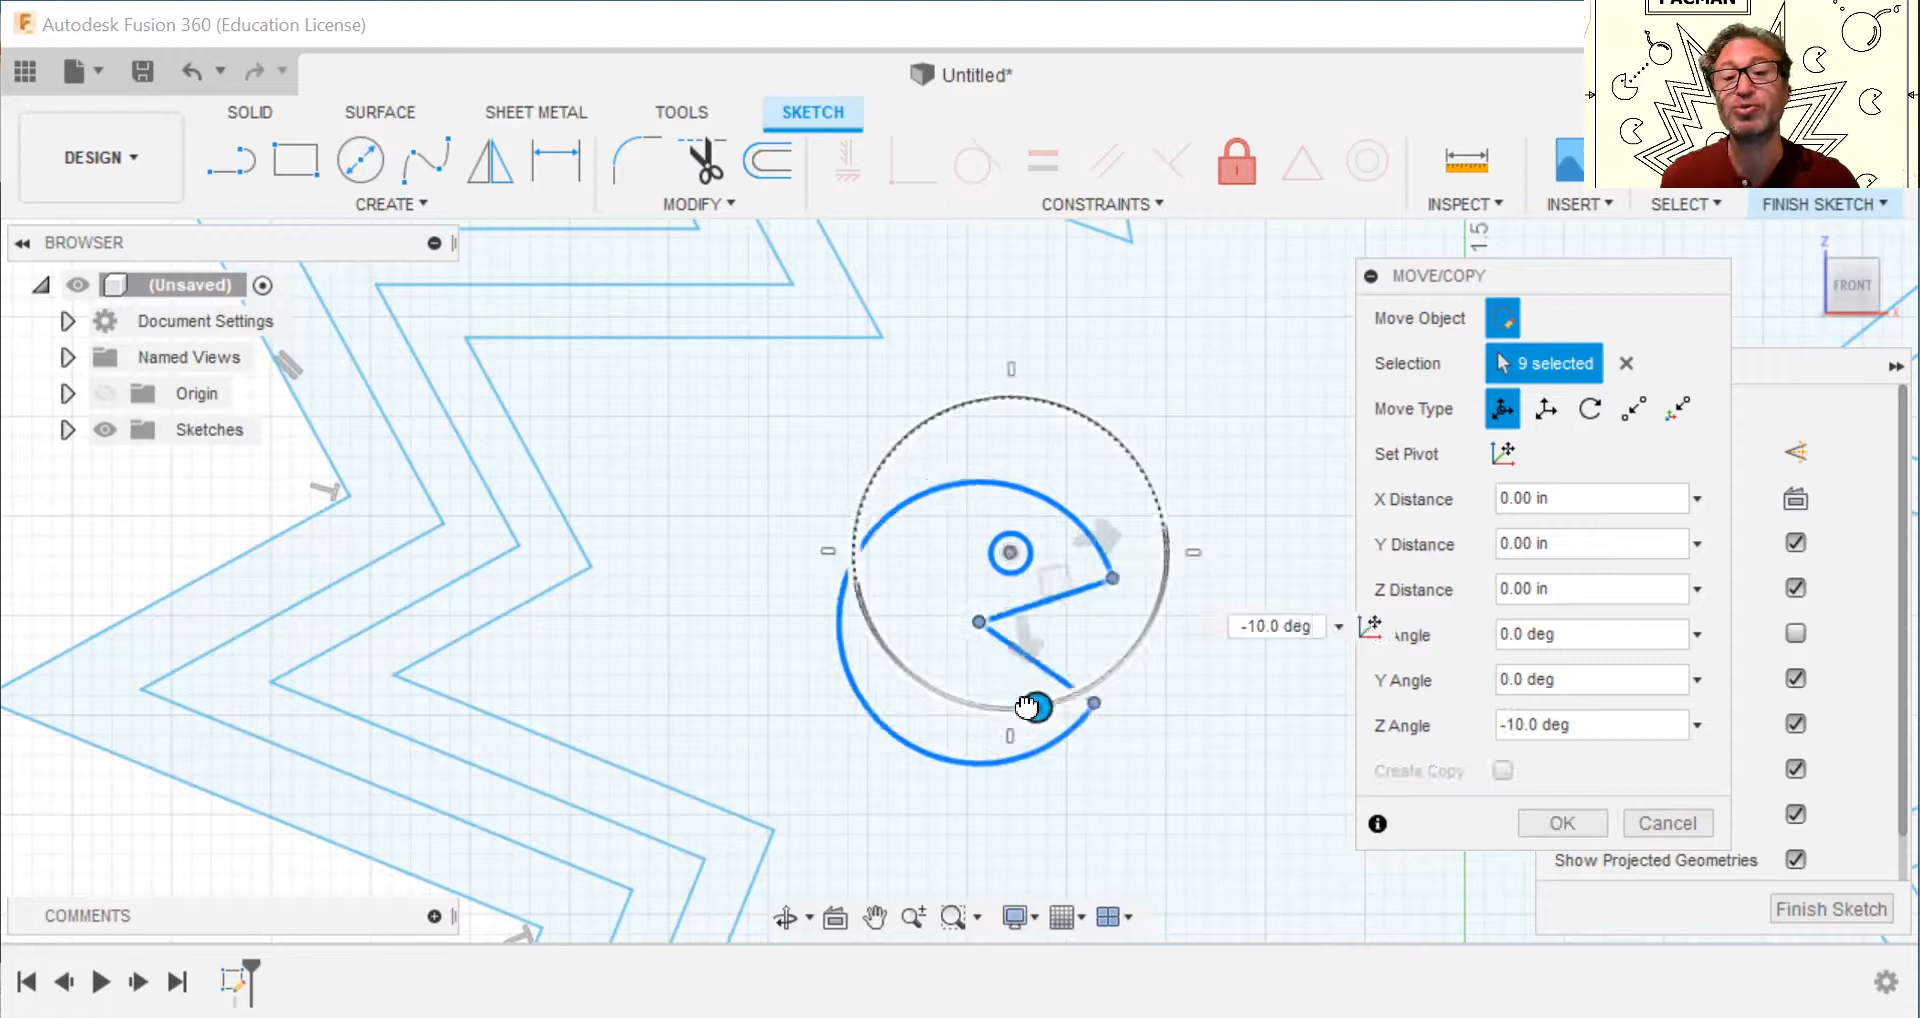 Autodesk Fusion 360 (Education License)
PACMAN
Untitled*
SOLID
SURFACE
SHEET METAL
TOOLS
SKETCH
DESIGN
CREATE
MODIFY
CONSTRAINTS
INSPECT
INSERT
SELECT
FINISH SKETCH
BROWSER
(Unsaved)
Document Settings
Named Views
Origin
Sketches
1.5
Z
FRONT
X
MOVE/COPY
Move Object
Selection
9 selected
Move Type
Set Pivot
X Distance
0.00 in
Y Distance
0.00 in
Z Distance
0.00 in
-10.0 deg
Angle
0.0 deg
Y Angle
0.0 deg
Z Angle
-10.0 deg
Create Copy
OK
Cancel
Show Projected Geometries
Finish Sketch
COMMENTS